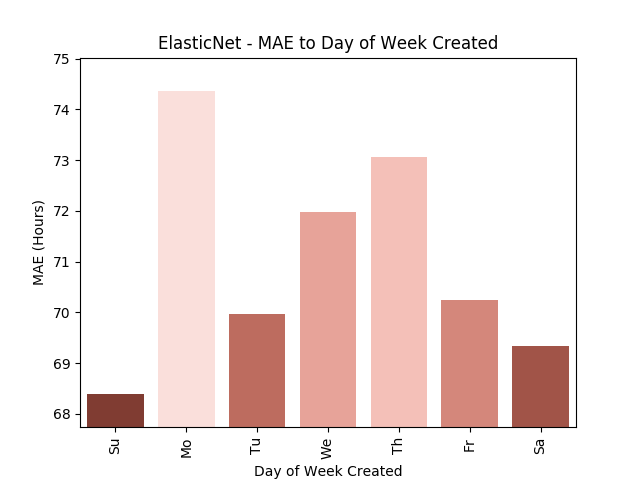 ElasticNet - MAE to Day of Week Created
75
74
73
72
71
70
69
68
MAE (Hours)
Su
Mo
Tu
We
Th
Fr
Sa
Day of Week Created